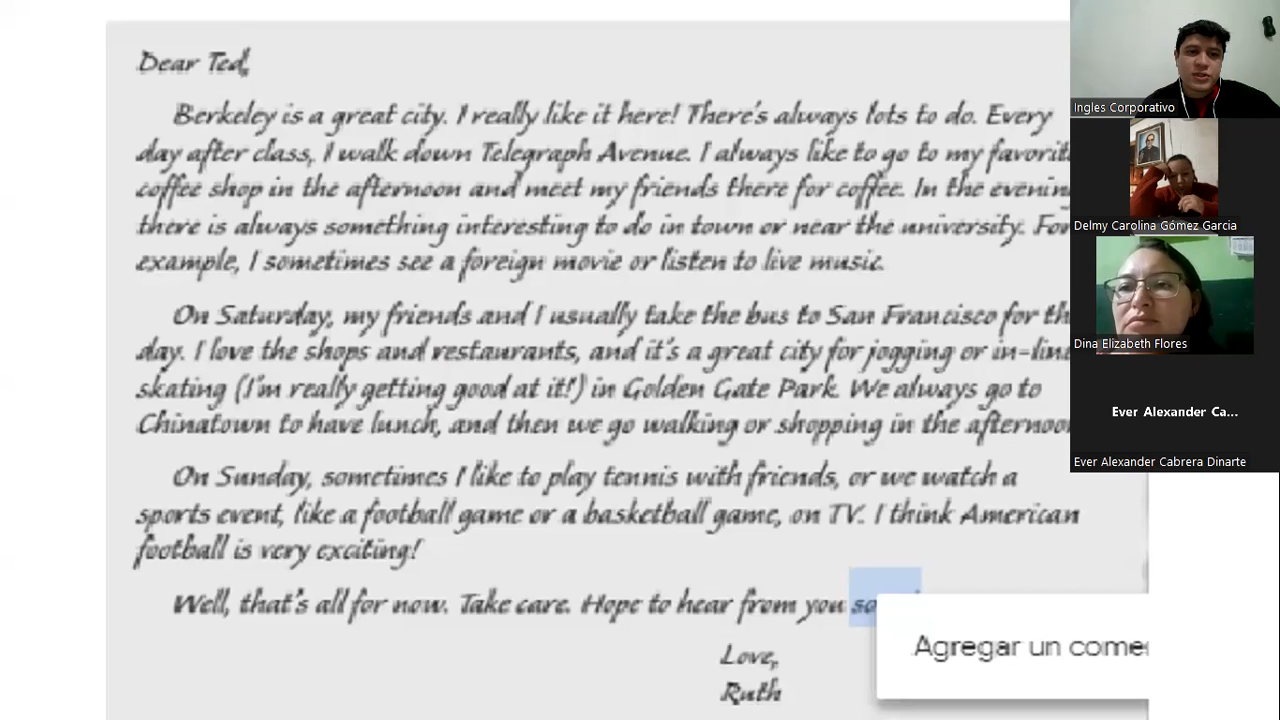 Dear Ted,
Berkeley is a great city. I really like it here! There's always lots to do. Every
day after class, I walk down Telegraph Avenue. I always like to go to my favorit
coffee shop in the afternoon and meet my friends there for coffee. In the evening
there is always something interesting to do in town or near the university. For
example, I sometimes see a foreign movie or listen to live music.
On Saturday, my friends and I usually take the bus to San Francisco for th
day. I love the shops and restaurants, and it's a great city for jogging or in-line
skating (I'm really getting good at it!) in Golden Gate Park. We always go to
Chinatown to have lunch, and then we go walking or shopping in the afternoon
On Sunday, sometimes I like to play tennis with friends, or we watch a
sports event, like a football game or a basketball game, on TV. I think American
football is very exciting!
Well, that's all for now. Take care. Hope to hear from you so
Love,
Ruth
Agregar un come
Ingles Corporativo
Delmy Carolina Gómez Garcia
Dina Elizabeth Flores
Ever Alexander Ca...
Ever Alexander Cabrera Dinarte